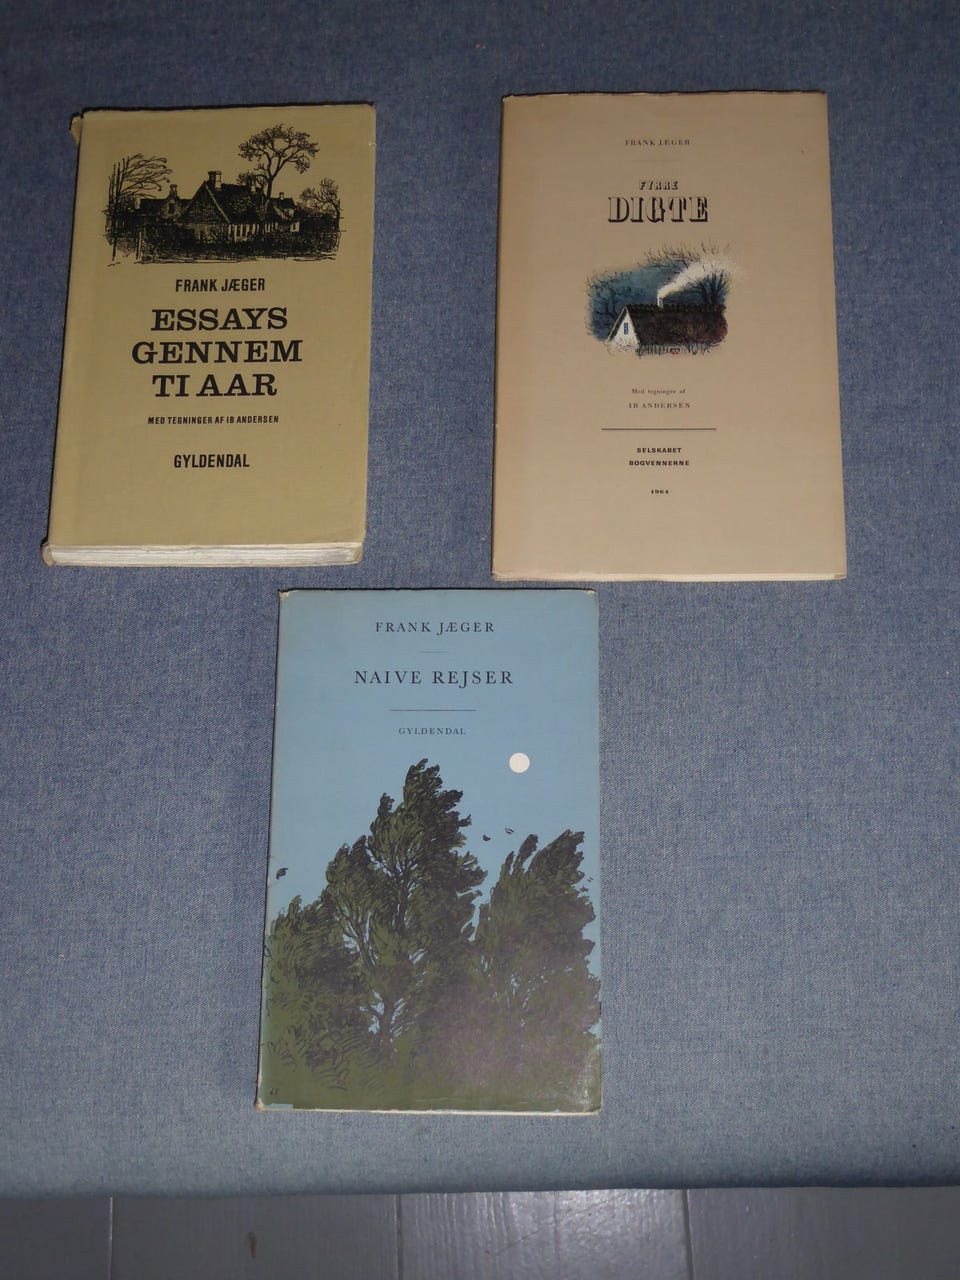 FRANK JÆGER
ESSAYS
GENNEM
TI AAR
MED TEGNINGER AF IB ANDERSEN
GYLDENDAL
FRANK JÆGER
FYRRE
DIGTE
Med tegninger af
IB ANDERSEN
SELSKABET
BOGVENNERNE
1964
FRANK JÆGER
NAIVE REJSER
GYLDENDAL